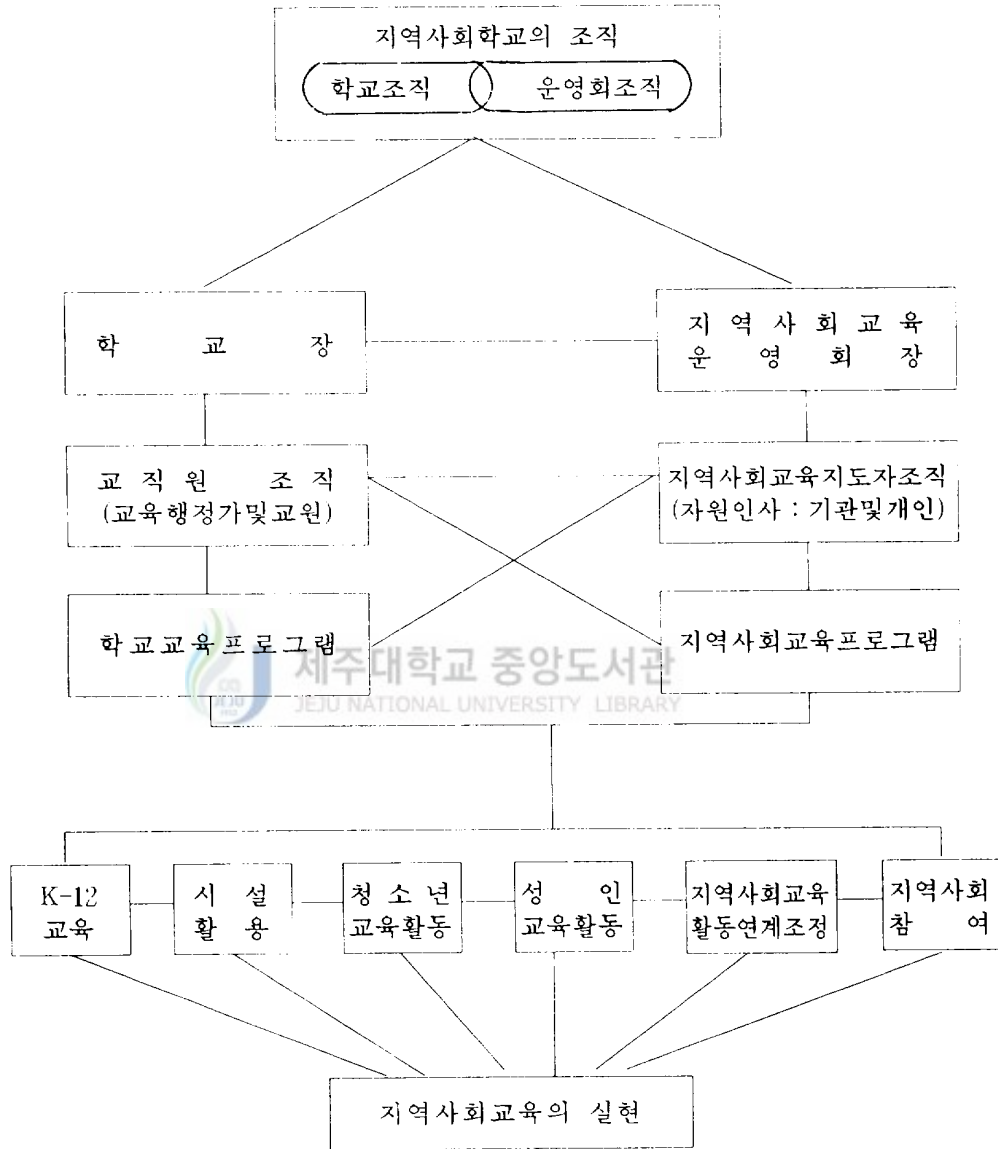 지역사회학교의 조직
학교조직 운영회조직
학 교 장
지 역 사 회 교 육
운 영 회 장
교 직 원 조직
(교육행정가및교원)
지역사회교육지도자조직
(자원인사 : 기관및개인)
학교교육프로그램
지역사회교육프로그램
제주대학교 중앙도서관
JEJU NATIONAL UNIVERSITY LIBRARY
K-12
교육
시 설
활 용
청 소 년
교육활동
성 인
교육활동
지역사회교육
활동연계조정
지역사회
참 여
지역사회교육의 실현